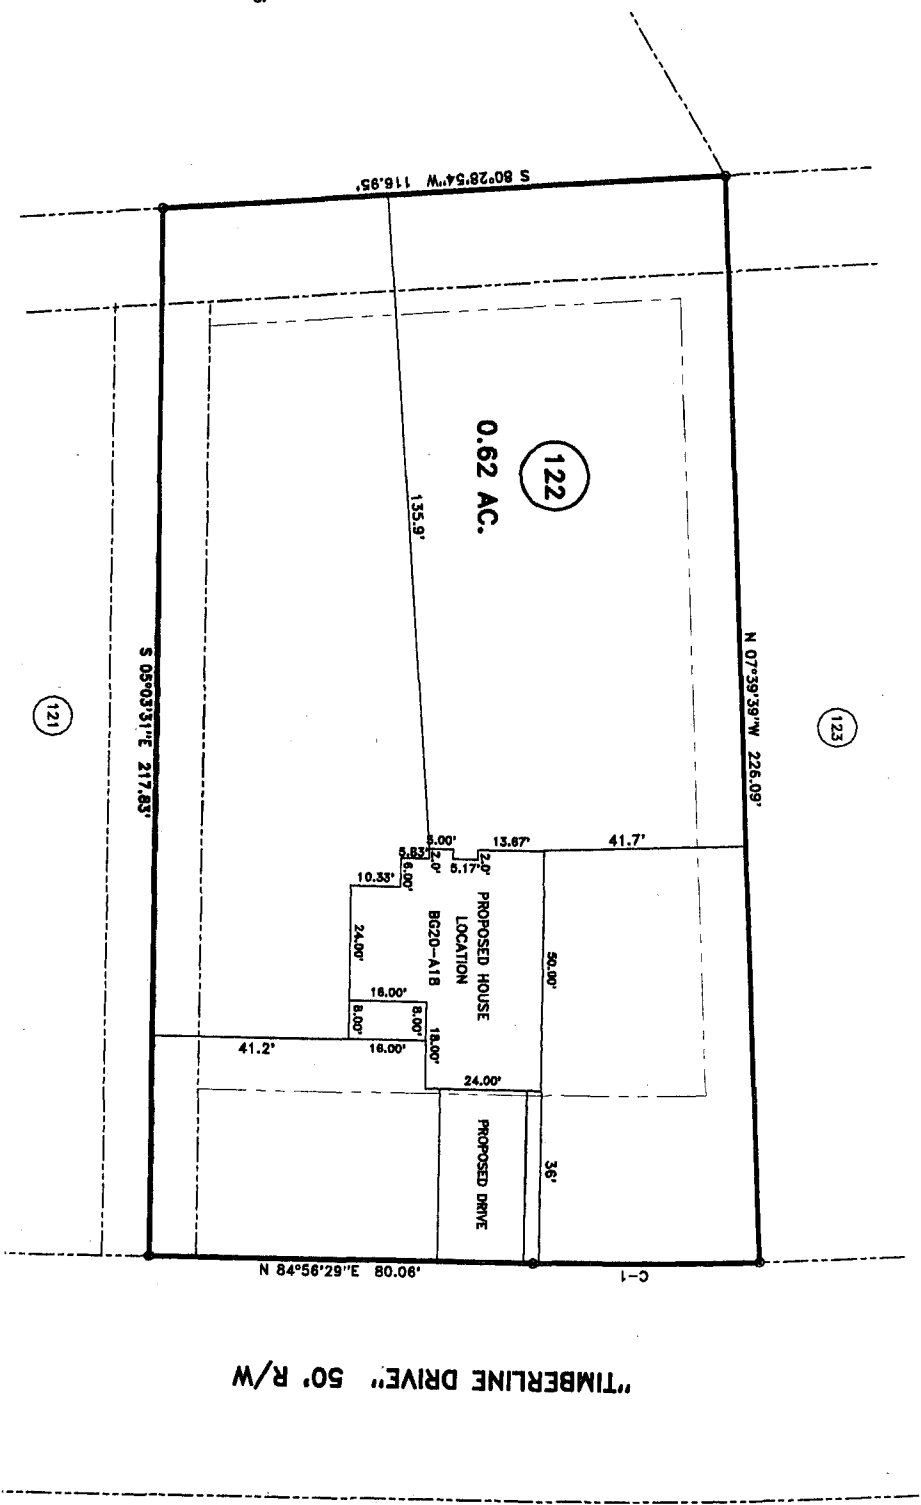 S 80°28'54"W 116.95'
122
0.62 AC.
135.9'
N 07°39'39"W 226.09'
123
S 05°03'31"E 217.83'
121
41.7'
13.67'
5.00'
2.0'
5.17'
2.0'
5.83'
6.00'
10.33'
PROPOSED HOUSE
LOCATION
BG20-A1B
50.00'
24.00'
16.00'
8.00'
8.00'
18.00'
16.00'
41.2'
24.00'
PROPOSED DRIVE
36'
N 84°56'29"E 80.06'
C-1
"TIMBERLINE DRIVE" 50' R/W